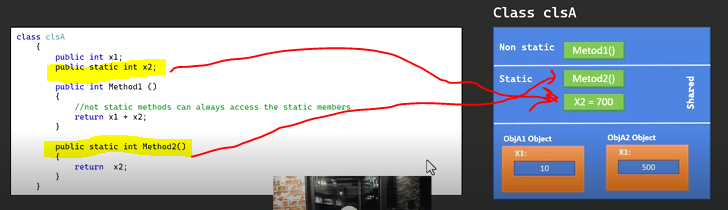 Class clsA
class clsA
{
public int x1;
public static int x2;
public int Method1 ()
{
//not static methods can always access the static members
return x1 + x2;
}
public static int Method2()
{
return  x2;
}
}
Non static
Metod1()
Static
Metod2()
X2 = 700
Shared
ObjA1 Object
X1:
10
ObjA2 Object
X1:
500